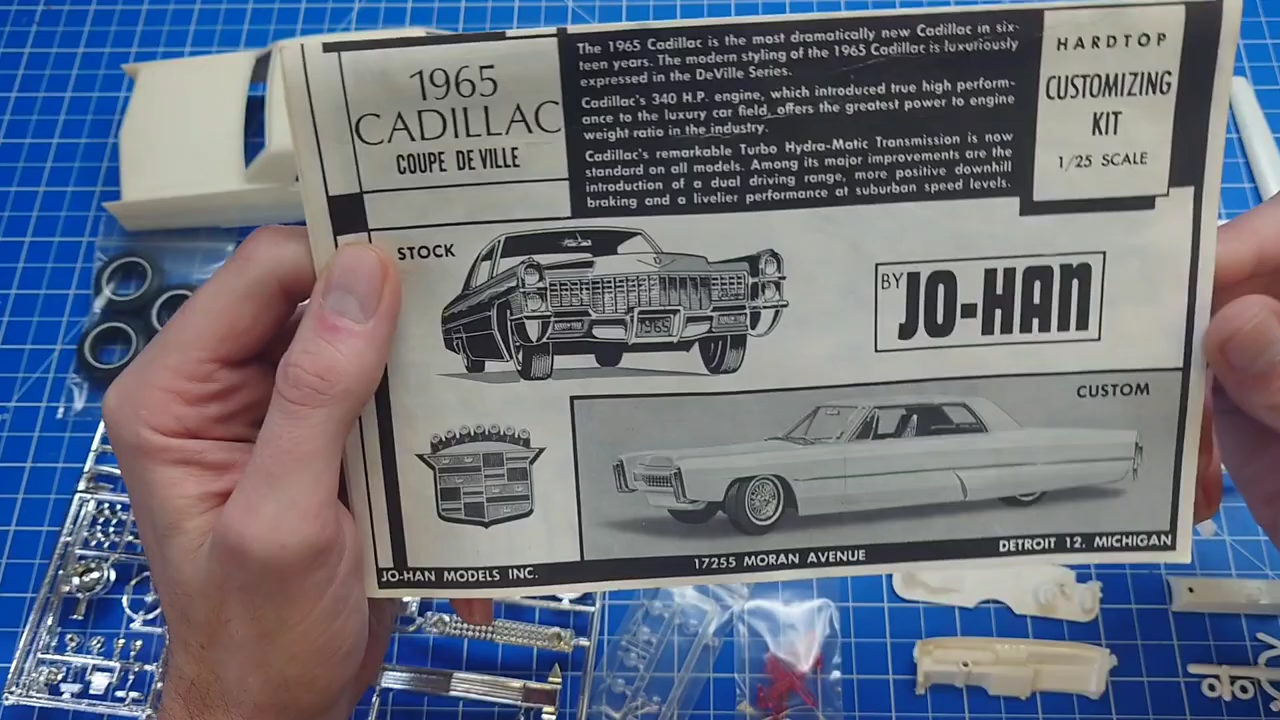 1965
CADILLAC
COUPE DE VILLE
The 1965 Cadillac is the most dramatically new Cadillac in six-
teen years. The modern styling of the 1965 Cadillac is luxuriously
expressed in the DeVille Series.
Cadillac's 340 H.P. engine, which introduced true high perform-
ance to the luxury car field, offers the greatest power to engine
weight ratio in the industry.
Cadillac's remarkable Turbo Hydra-Matic Transmission is now
standard on all models. Among its major improvements are the
introduction of a dual driving range, more positive downhill
braking and a livelier performance at suburban speed levels.
HARDTOP
CUSTOMIZING
KIT
1/25 SCALE
STOCK
1965
BY JO-HAN
CUSTOM
JO-HAN MODELS INC.
17255 MORAN AVENUE
DETROIT 12, MICHIGAN